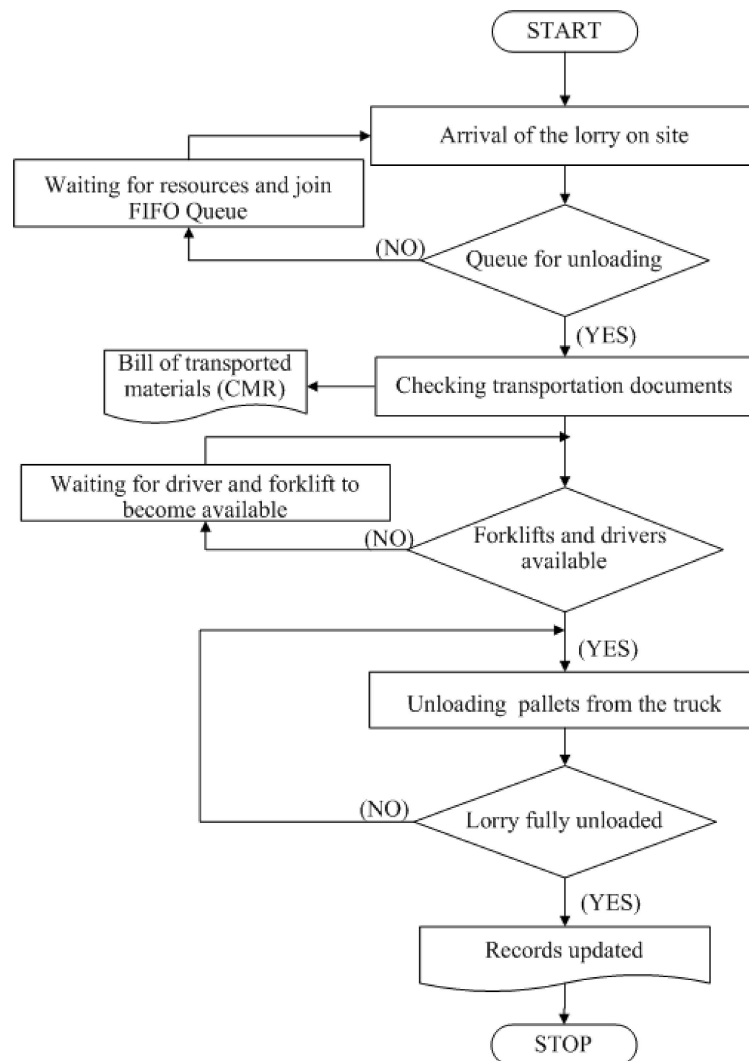 START
Arrival of the lorry on site
Waiting for resources and join
FIFO Queue
(NO)
Queue for unloading
(YES)
Bill of transported
materials (CMR)
Checking transportation documents
Waiting for driver and forklift to
become available
(NO)
Forklifts and drivers
available
(YES)
Unloading pallets from the truck
(NO)
Lorry fully unloaded
(YES)
Records updated
STOP